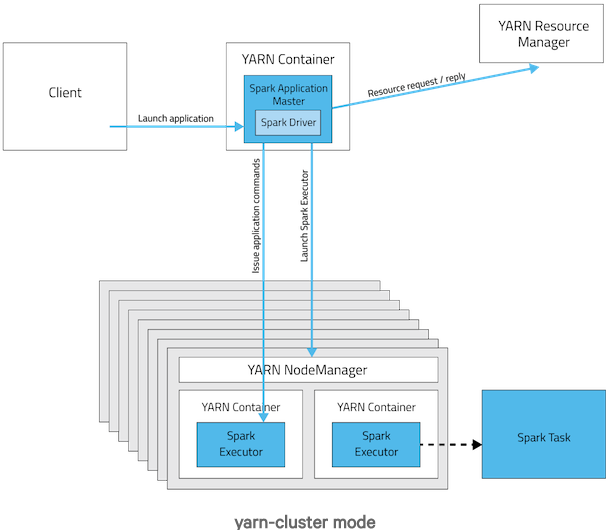 Client
YARN Container
Spark Application
Master
Spark Driver
YARN Resource
Manager
Launch application
Resource request / reply
Issue application commands
Launch Spark Executor
YARN NodeManager
YARN Container
Spark
Executor
YARN Container
Spark
Executor
Spark Task
yarn-cluster mode